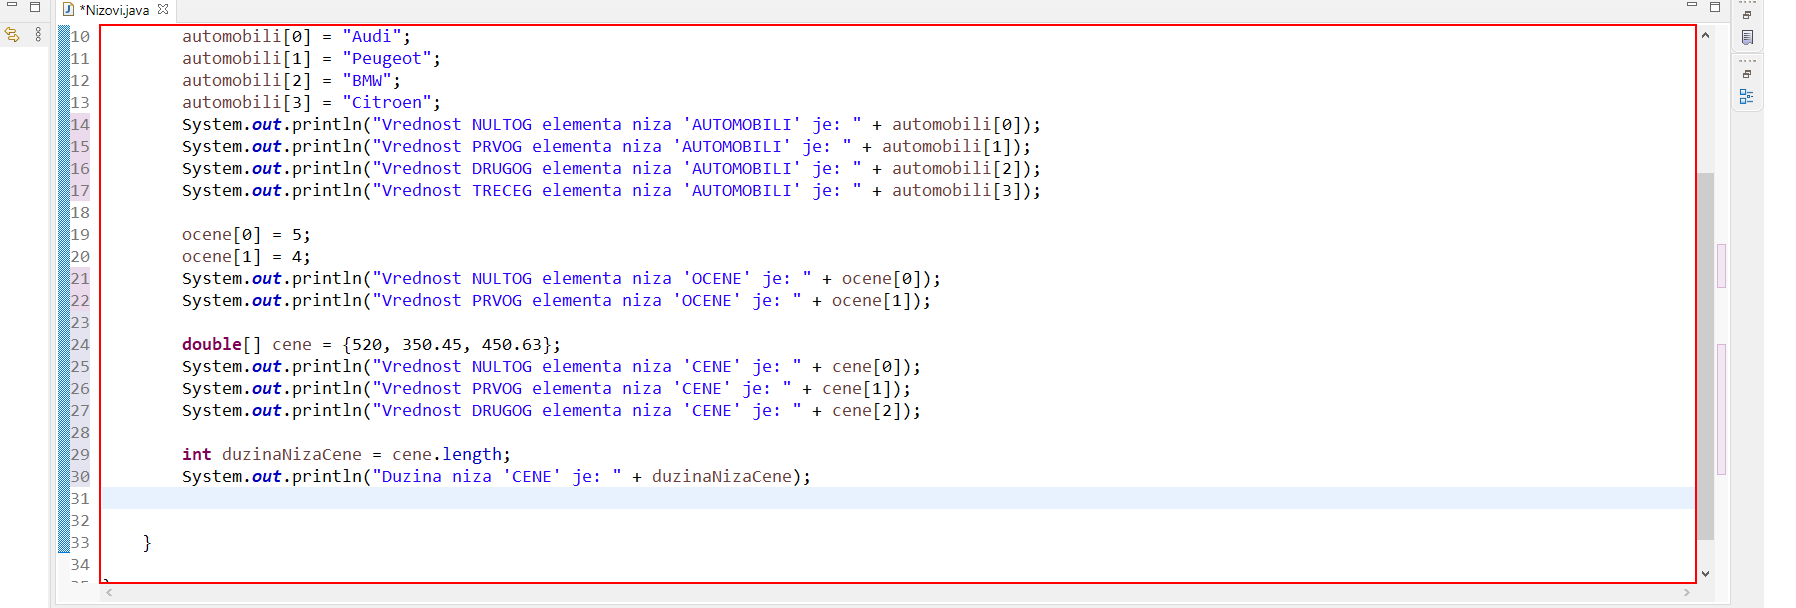 *Nizovi.java
10 automobili[0] = "Audi";
11 automobili[1] = "Peugeot";
12 automobili[2] = "BMW";
13 automobili[3] = "Citroen";
14 System.out.println("Vrednost NULTOG elementa niza 'AUTOMOBILI' je: " + automobili[0]);
15 System.out.println("Vrednost PRVOG elementa niza 'AUTOMOBILI' je: " + automobili[1]);
16 System.out.println("Vrednost DRUGOG elementa niza 'AUTOMOBILI' je: " + automobili[2]);
17 System.out.println("Vrednost TRECEG elementa niza 'AUTOMOBILI' je: " + automobili[3]);
18
19 ocene[0] = 5;
20 ocene[1] = 4;
21 System.out.println("Vrednost NULTOG elementa niza 'OCENE' je: " + ocene[0]);
22 System.out.println("Vrednost PRVOG elementa niza 'OCENE' je: " + ocene[1]);
23
24 double[] cene = {520, 350.45, 450.63};
25 System.out.println("Vrednost NULTOG elementa niza 'CENE' je: " + cene[0]);
26 System.out.println("Vrednost PRVOG elementa niza 'CENE' je: " + cene[1]);
27 System.out.println("Vrednost DRUGOG elementa niza 'CENE' je: " + cene[2]);
28
29 int duzinaNizaCene = cene.length;
30 System.out.println("Duzina niza 'CENE' je: " + duzinaNizaCene);
31
32
33 }
34